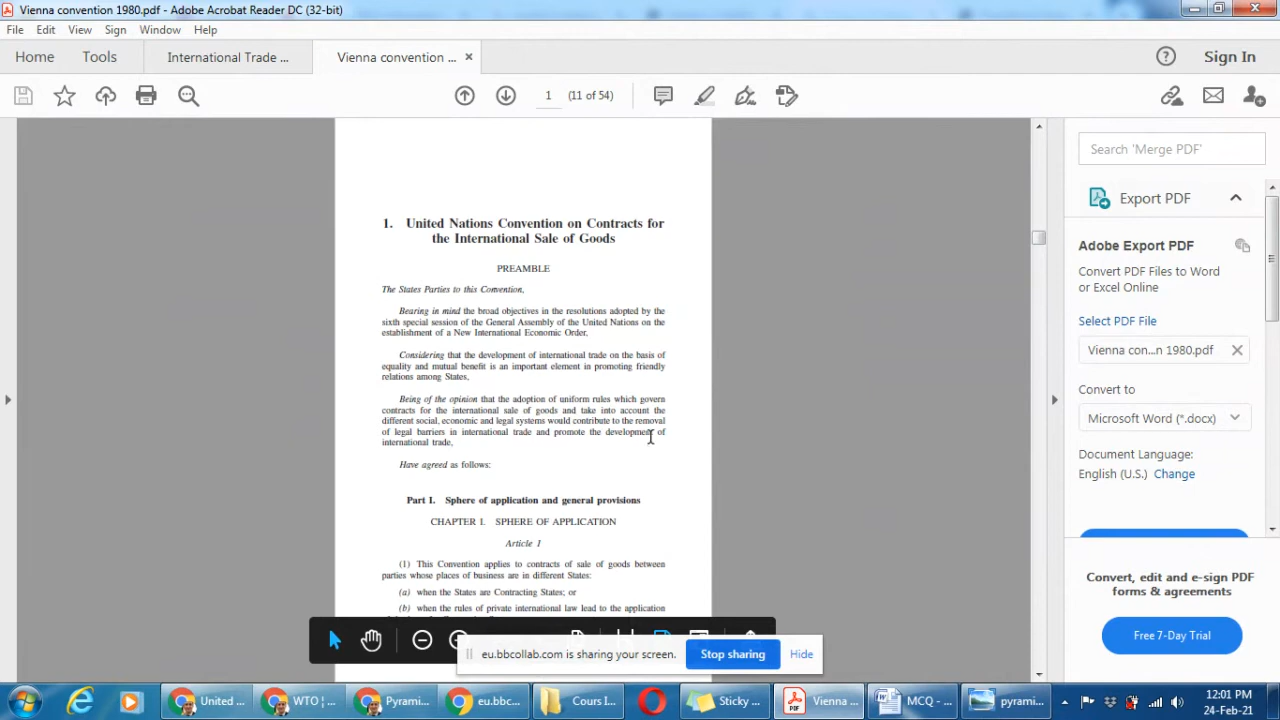 Vienna convention 1980.pdf - Adobe Acrobat Reader DC (32-bit)
File Edit View Sign Window Help
Home Tools International Trade ... Vienna convention ... Sign In
1 (11 of 54)
Search 'Merge PDF'
Export PDF
Adobe Export PDF
Convert PDF Files to Word
or Excel Online
Select PDF File
Vienna con...n 1980.pdf
Convert to
Microsoft Word (*.docx)
Document Language:
English (U.S.) Change
Convert, edit and e-sign PDF
forms & agreements
Free 7-Day Trial
1. United Nations Convention on Contracts for
the International Sale of Goods
PREAMBLE
The States Parties to this Convention,
Bearing in mind the broad objectives in the resolutions adopted by the
sixth special session of the General Assembly of the United Nations on the
establishment of a New International Economic Order,
Considering that the development of international trade on the basis of
equality and mutual benefit is an important element in promoting friendly
relations among States,
Being of the opinion that the adoption of uniform rules which govern
contracts for the international sale of goods and take into account the
different social, economic and legal systems would contribute to the removal
of legal barriers in international trade and promote the development of
international trade,
Have agreed as follows:
Part I. Sphere of application and general provisions
CHAPTER I. SPHERE OF APPLICATION
Article 1
(1) This Convention applies to contracts of sale of goods between
parties whose places of business are in different States:
(a) when the States are Contracting States; or
(b) when the rules of private international law lead to the application
eu.bbcollab.com is sharing your screen. Stop sharing Hide
United ... WTO | ... Pyrami... eu.bbc... Cours I... Sticky ... Vienna ... MCQ - ... pyrami...
12:01 PM
24-Feb-21